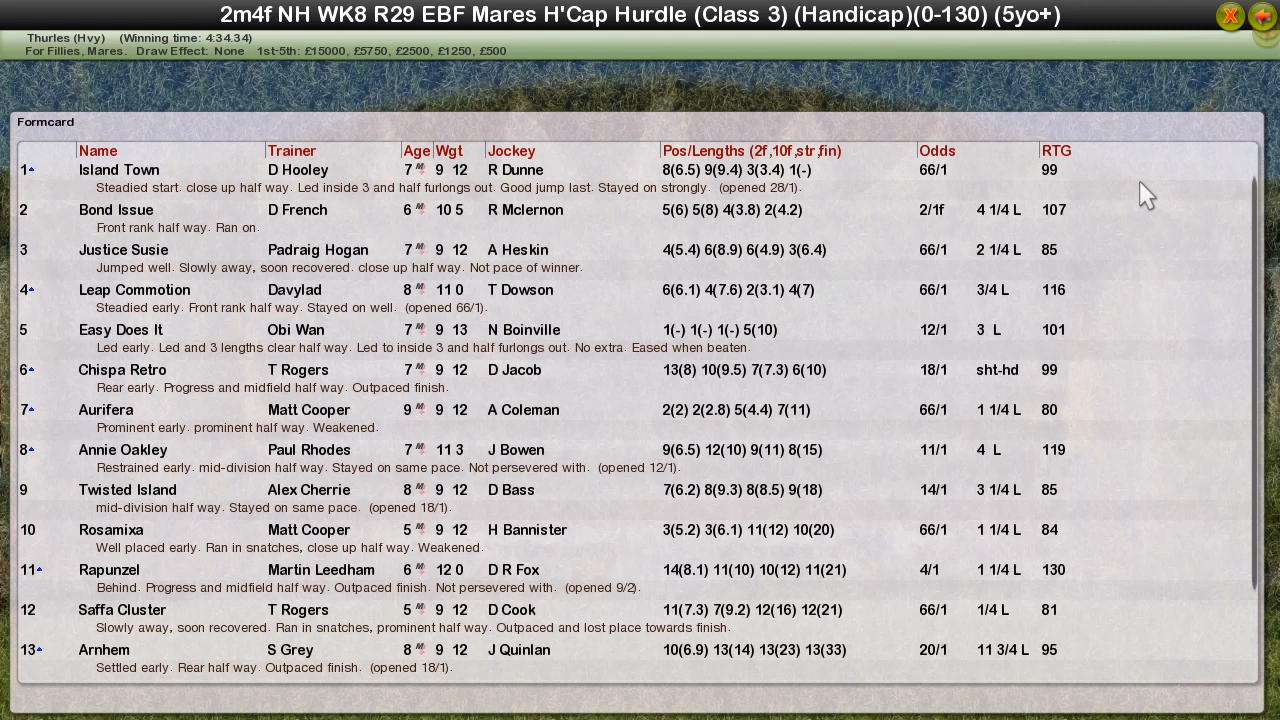 2m4f NH WK8 R29 EBF Mares H'Cap Hurdle (Class 3) (Handicap)(0-130) (5yo+)
Thurles (Hvy) (Winning time: 4:34.34)
For Fillies, Mares. Draw Effect: None 1st-5th: £15000, £5750, £2500, £1250, £500
Formcard
Name Trainer Age Wgt Jockey Pos/Lengths (2f,10f,str,fin) Odds RTG
1 Island Town D Hooley 7 9 12 R Dunne 8(6.5) 9(9.4) 3(3.4) 1(-) 66/1 99
Steadied start. close up half way. Led inside 3 and half furlongs out. Good jump last. Stayed on strongly. (opened 28/1).
2 Bond Issue D French 6 10 5 R Mclernon 5(6) 5(8) 4(3.8) 2(4.2) 2/1f 4 1/4 L 107
Front rank half way. Ran on.
3 Justice Susie Padraig Hogan 7 9 12 A Heskin 4(5.4) 6(8.9) 6(4.9) 3(6.4) 66/1 2 1/4 L 85
Jumped well. Slowly away, soon recovered. close up half way. Not pace of winner.
4 Leap Commotion Davylad 8 11 0 T Dowson 6(6.1) 4(7.6) 2(3.1) 4(7) 66/1 3/4 L 116
Steadied early. Front rank half way. Stayed on well. (opened 66/1).
5 Easy Does It Obi Wan 7 9 13 N Boinville 1(-) 1(-) 1(-) 5(10) 12/1 3 L 101
Led early. Led and 3 lengths clear half way. Led to inside 3 and half furlongs out. No extra. Eased when beaten.
6 Chispa Retro T Rogers 7 9 12 D Jacob 13(8) 10(9.5) 7(7.3) 6(10) 18/1 sht-hd 99
Rear early. Progress and midfield half way. Outpaced finish.
7 Aurifera Matt Cooper 9 9 12 A Coleman 2(2) 2(2.8) 5(4.4) 7(11) 66/1 1 1/4 L 80
Prominent early. prominent half way. Weakened.
8 Annie Oakley Paul Rhodes 7 11 3 J Bowen 9(6.5) 12(10) 9(11) 8(15) 11/1 4 L 119
Restrained early. mid-division half way. Stayed on same pace. Not persevered with. (opened 12/1).
9 Twisted Island Alex Cherrie 8 9 12 D Bass 7(6.2) 8(9.3) 8(8.5) 9(18) 14/1 3 1/4 L 85
mid-division half way. Stayed on same pace. (opened 18/1).
10 Rosamixa Matt Cooper 5 9 12 H Bannister 3(5.2) 3(6.1) 11(12) 10(20) 66/1 1 1/4 L 84
Well placed early. Ran in snatches, close up half way. Weakened.
11 Rapunzel Martin Leedham 6 12 0 D R Fox 14(8.1) 11(10) 10(12) 11(21) 4/1 1 1/4 L 130
Behind. Progress and midfield half way. Outpaced finish. Not persevered with. (opened 9/2).
12 Saffa Cluster T Rogers 5 9 12 D Cook 11(7.3) 7(9.2) 12(16) 12(21) 66/1 1/4 L 81
Slowly away, soon recovered. Ran in snatches, prominent half way. Outpaced and lost place towards finish.
13 Arnhem S Grey 8 9 12 J Quinlan 10(6.9) 13(14) 13(23) 13(33) 20/1 11 3/4 L 95
Settled early. Rear half way. Outpaced finish. (opened 18/1).